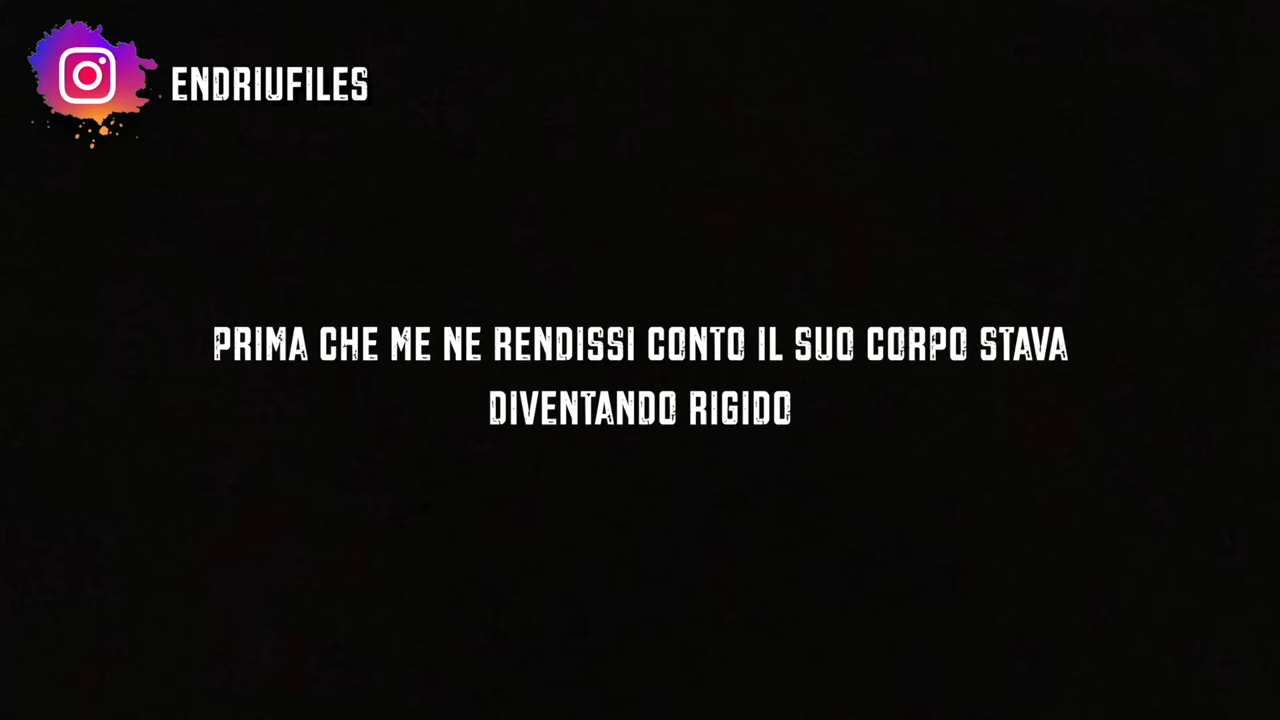 ENDRIUFILES
PRIMA CHE ME NE RENDISSI CONTO IL SUO CORPO STAVA
DIVENTANDO RIGIDO